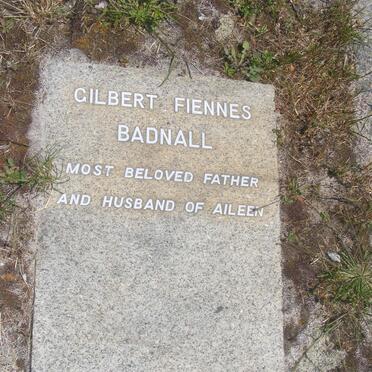 GILBERT FIENNES
BADNALL
MOST BELOVED FATHER
AND HUSBAND OF AILEEN